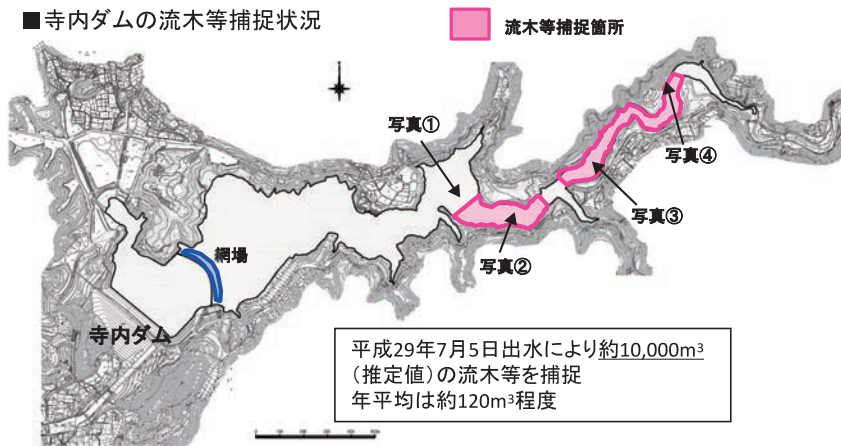 ■寺内ダムの流木等捕捉状況
流木等捕捉箇所
写真①
写真④
写真③
写真②
網場
寺内ダム
平成29年7月5日出水により約10,000m³
（推定値）の流木等を捕捉
年平均は約120m³程度